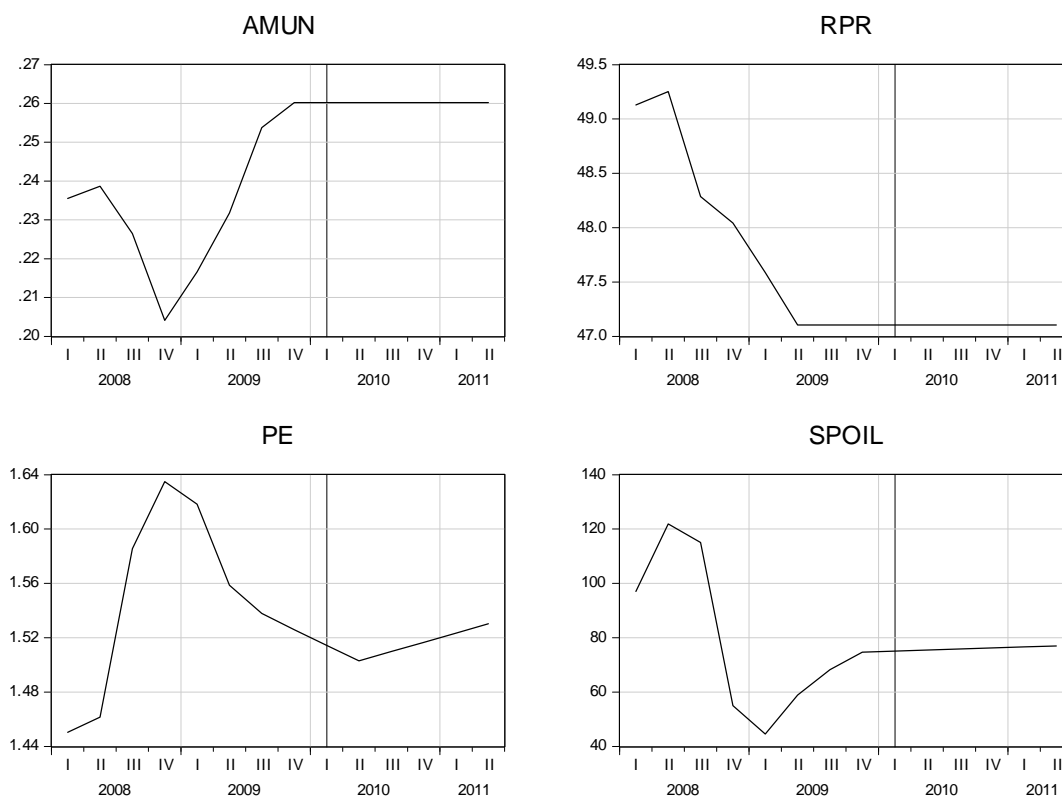 AMUN
.27
.26
.25
.24
.23
.22
.21
.20
I II III IV I II III IV I II III IV I II
2008 2009 2010 2011
RPR
49.5
49.0
48.5
48.0
47.5
47.0
I II III IV I II III IV I II III IV I II
2008 2009 2010 2011
PE
1.64
1.60
1.56
1.52
1.48
1.44
I II III IV I II III IV I II III IV I II
2008 2009 2010 2011
SPOIL
140
120
100
80
60
40
I II III IV I II III IV I II III IV I II
2008 2009 2010 2011